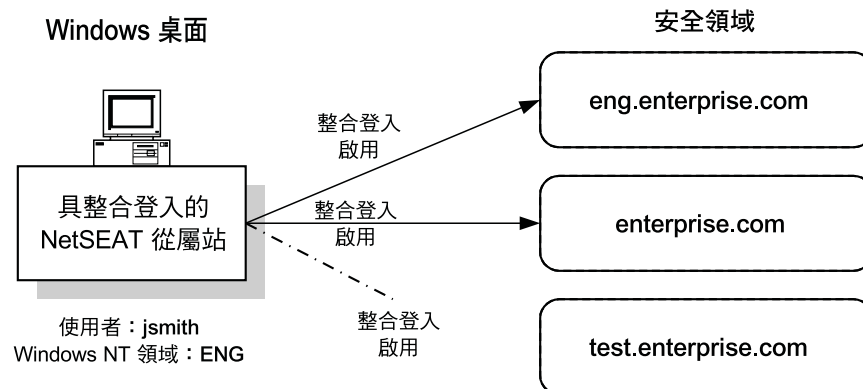 Windows 桌面
安全領域
eng.enterprise.com
整合登入
啟用
具整合登入的
NetSEAT 從屬站
整合登入
啟用
enterprise.com
整合登入
啟用
test.enterprise.com
使用者：jsmith
Windows NT 領域：ENG